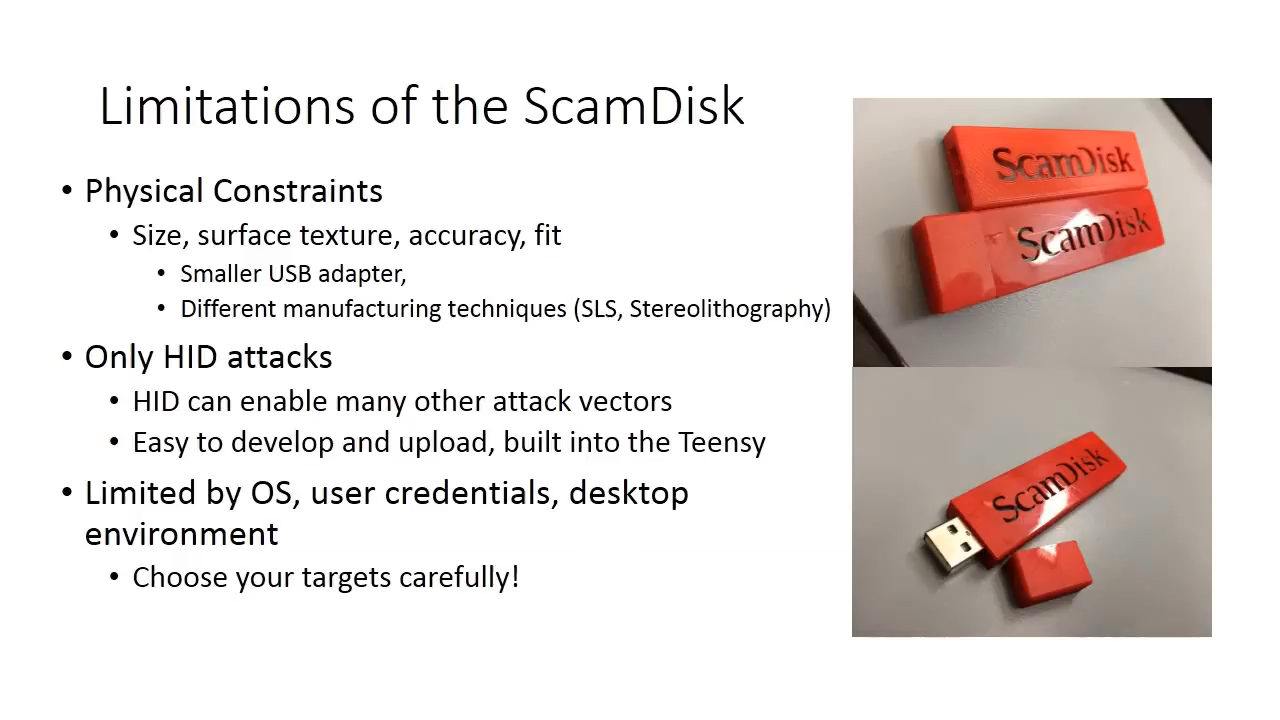 Limitations of the ScamDisk
• Physical Constraints
• Size, surface texture, accuracy, fit
• Smaller USB adapter,
• Different manufacturing techniques (SLS, Stereolithography)
• Only HID attacks
• HID can enable many other attack vectors
• Easy to develop and upload, built into the Teensy
• Limited by OS, user credentials, desktop
environment
• Choose your targets carefully!
ScamDisk
ScamDisk
ScamDisk